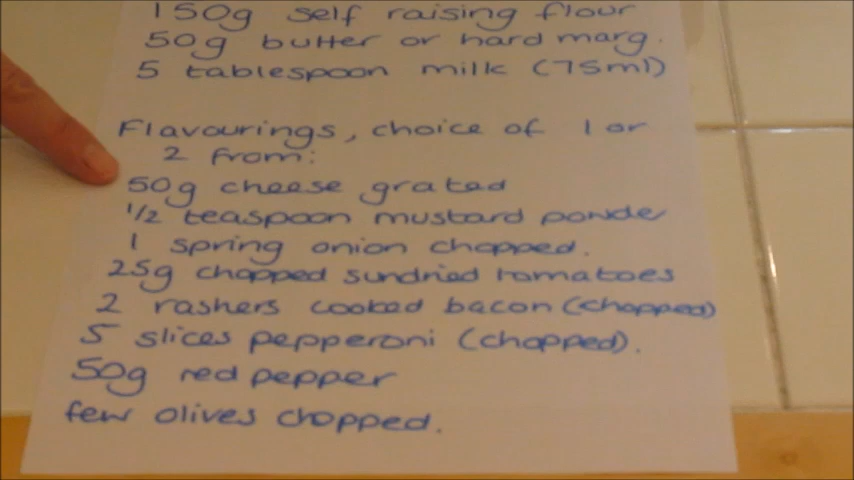 150g self raising flour
50g butter or hard marg.
5 tablespoon milk (75ml)
Flavourings, choice of 1 or
2 from:
50g cheese grated
1/2 teaspoon mustard powder
1 spring onion chopped.
25g chopped sundried tomatoes
2 rashers cooked bacon (chopped)
5 slices pepperoni (chopped).
50g red pepper
few olives chopped.